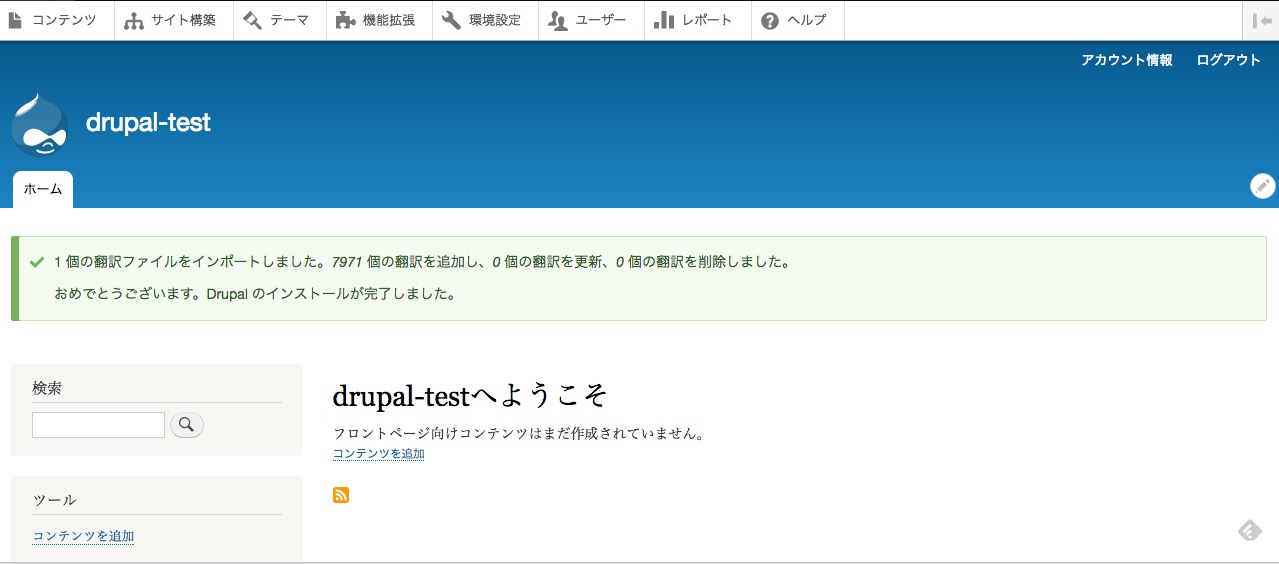 コンテンツ サイト構築 テーマ 機能拡張 環境設定 ユーザー レポート ヘルプ
アカウント情報 ログアウト
drupal-test
ホーム
1 個の翻訳ファイルをインポートしました。7971 個の翻訳を追加し、0 個の翻訳を更新、0 個の翻訳を削除しました。
おめでとうございます。Drupal のインストールが完了しました。
検索
drupal-testへようこそ
フロントページ向けコンテンツはまだ作成されていません。
コンテンツを追加
ツール
コンテンツを追加